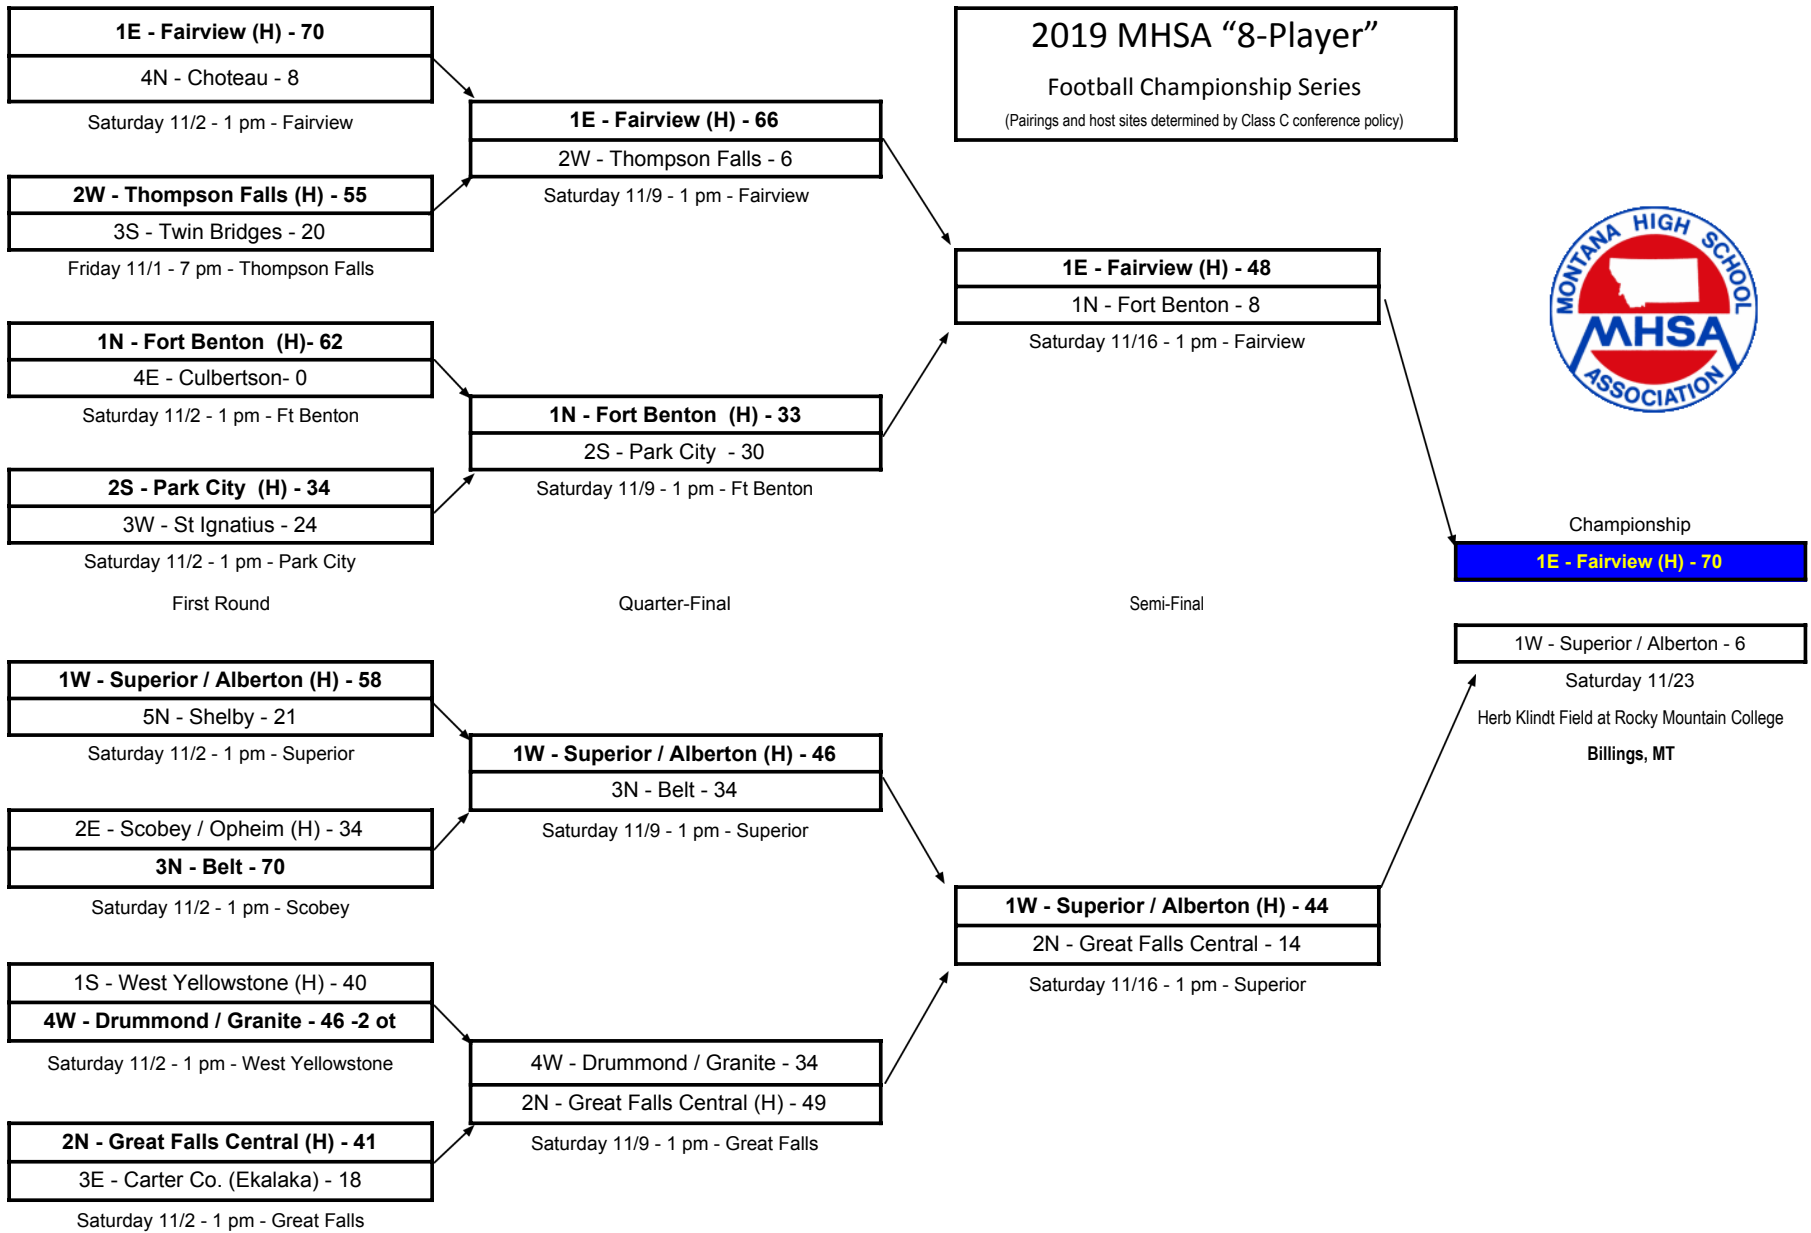 1E - Fairview (H) - 70
4N - Choteau - 8
Saturday 11/2 - 1 pm - Fairview
2W - Thompson Falls (H) - 55
3S - Twin Bridges - 20
Friday 11/1 - 7 pm - Thompson Falls
1N - Fort Benton (H)- 62
4E - Culbertson- 0
Saturday 11/2 - 1 pm - Ft Benton
2S - Park City (H) - 34
3W - St Ignatius - 24
Saturday 11/2 - 1 pm - Park City
First Round
1W - Superior / Alberton (H) - 58
5N - Shelby - 21
Saturday 11/2 - 1 pm - Superior
2E - Scobey / Opheim (H) - 34
3N - Belt - 70
Saturday 11/2 - 1 pm - Scobey
1S - West Yellowstone (H) - 40
4W - Drummond / Granite - 46 -2 ot
Saturday 11/2 - 1 pm - West Yellowstone
2N - Great Falls Central (H) - 41
3E - Carter Co. (Ekalaka) - 18
Saturday 11/2 - 1 pm - Great Falls
1E - Fairview (H) - 66
2W - Thompson Falls - 6
Saturday 11/9 - 1 pm - Fairview
1N - Fort Benton (H) - 33
2S - Park City - 30
Saturday 11/9 - 1 pm - Ft Benton
Quarter-Final
1W - Superior / Alberton (H) - 46
3N - Belt - 34
Saturday 11/9 - 1 pm - Superior
4W - Drummond / Granite - 34
2N - Great Falls Central (H) - 49
Saturday 11/9 - 1 pm - Great Falls
2019 MHSA “8-Player”
Football Championship Series
(Pairings and host sites determined by Class C conference policy)
1E - Fairview (H) - 48
1N - Fort Benton - 8
Saturday 11/16 - 1 pm - Fairview
Semi-Final
1W - Superior / Alberton (H) - 44
2N - Great Falls Central - 14
Saturday 11/16 - 1 pm - Superior
MONTANA HIGH SCHOOL
MHSA
ASSOCIATION
Championship
1E - Fairview (H) - 70
1W - Superior / Alberton - 6
Saturday 11/23
Herb Klindt Field at Rocky Mountain College
Billings, MT